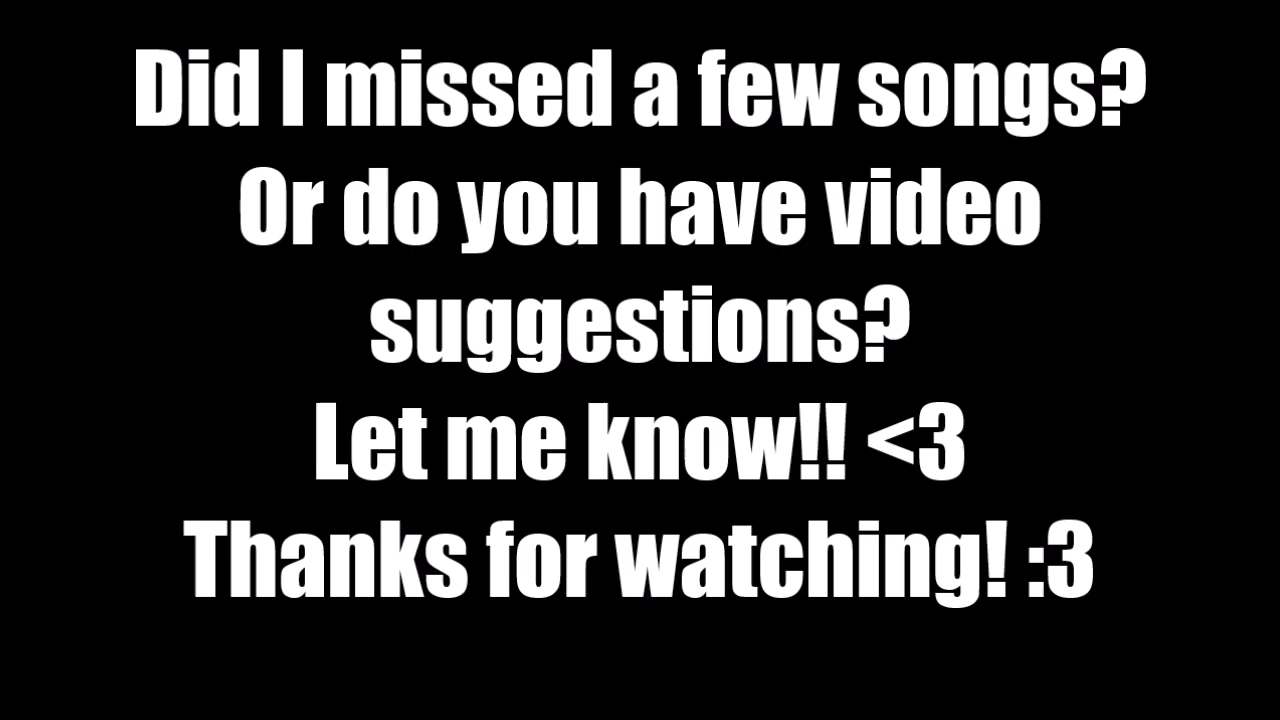 Did I missed a few songs?
Or do you have video
suggestions?
Let me know!! <3
Thanks for watching! :3